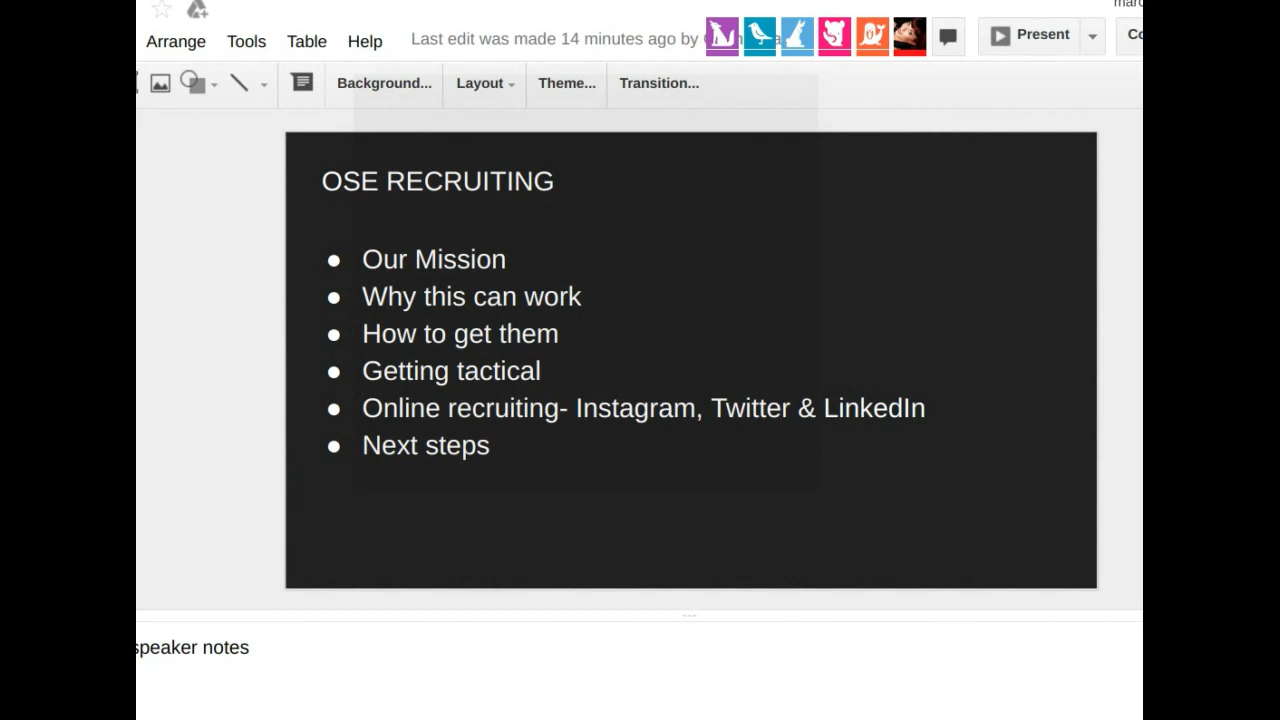 Arrange Tools Table Help Last edit was made 14 minutes ago by
Present
Background... Layout Theme... Transition...
OSE RECRUITING
● Our Mission
● Why this can work
● How to get them
● Getting tactical
● Online recruiting- Instagram, Twitter & LinkedIn
● Next steps
speaker notes